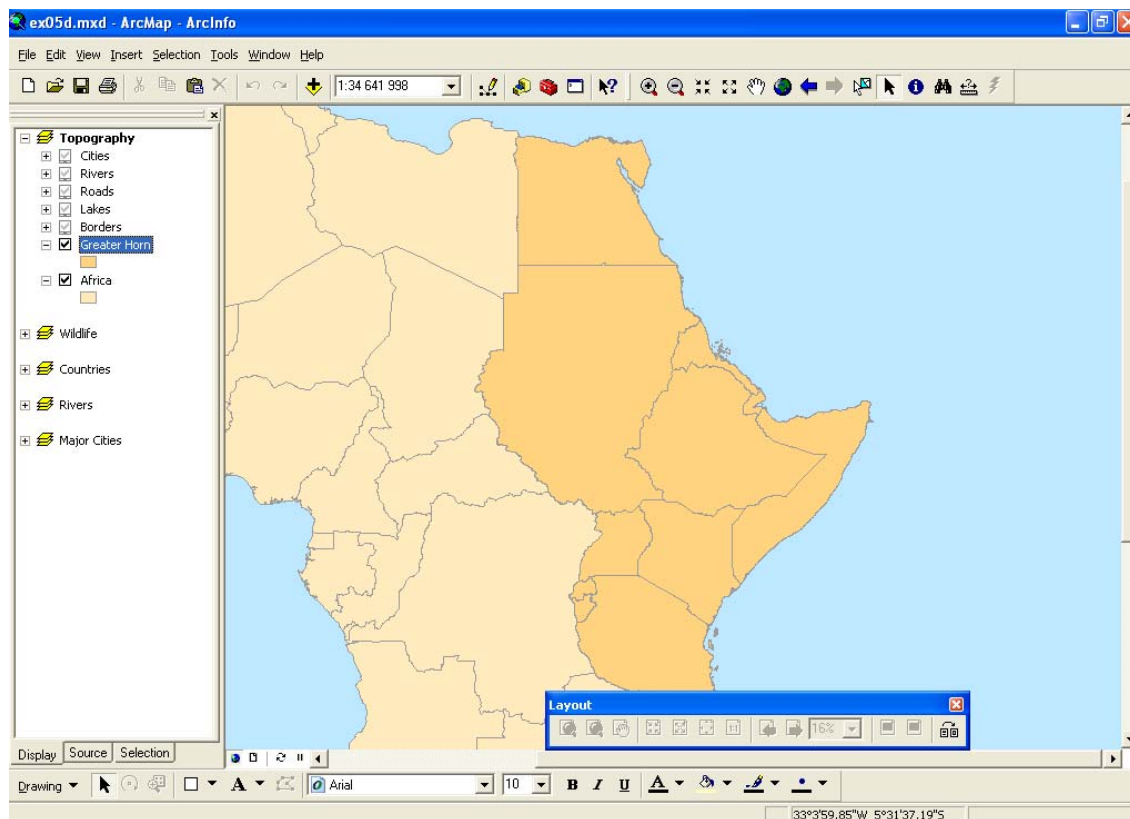 ex05d.mxd - ArcMap - ArcInfo
File Edit View Insert Selection Tools Window Help
1:34 641 998
Topography
Cities
Rivers
Roads
Lakes
Borders
Greater Horn
Africa
Wildlife
Countries
Rivers
Major Cities
Layout
1:1
16%
Display Source Selection
Drawing A Arial 10 B I U A
33°3'59.85"W 5°31'37.19"S